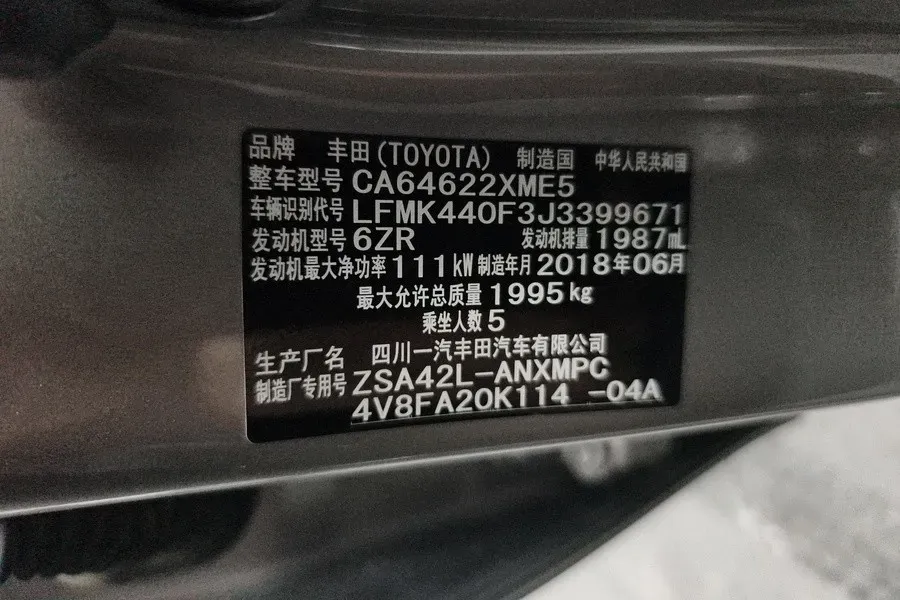 品牌 丰田(TOYOTA) 制造国 中华人民共和国
整车型号 CA64622XME5
车辆识别代号 LFMK440F3J3399671
发动机型号 6ZR 发动机排量 1987mL
发动机最大净功率 111kW 制造年月 2018年06月
最大允许总质量 1995kg
乘坐人数 5
生产厂名 四川一汽丰田汽车有限公司
制造厂专用号 ZSA42L-ANXMPC
4V8FA20K114 -04A